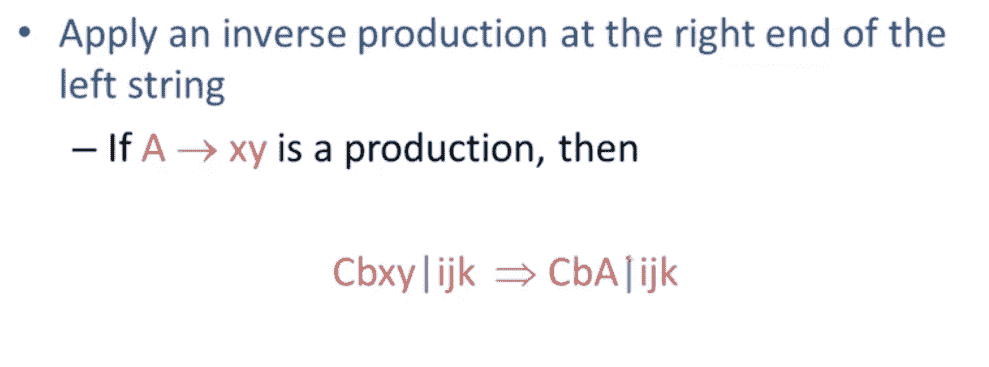 • Apply an inverse production at the right end of the
left string
– If A → xy is a production, then
Cbxy|ijk ⇒ CbA|ijk